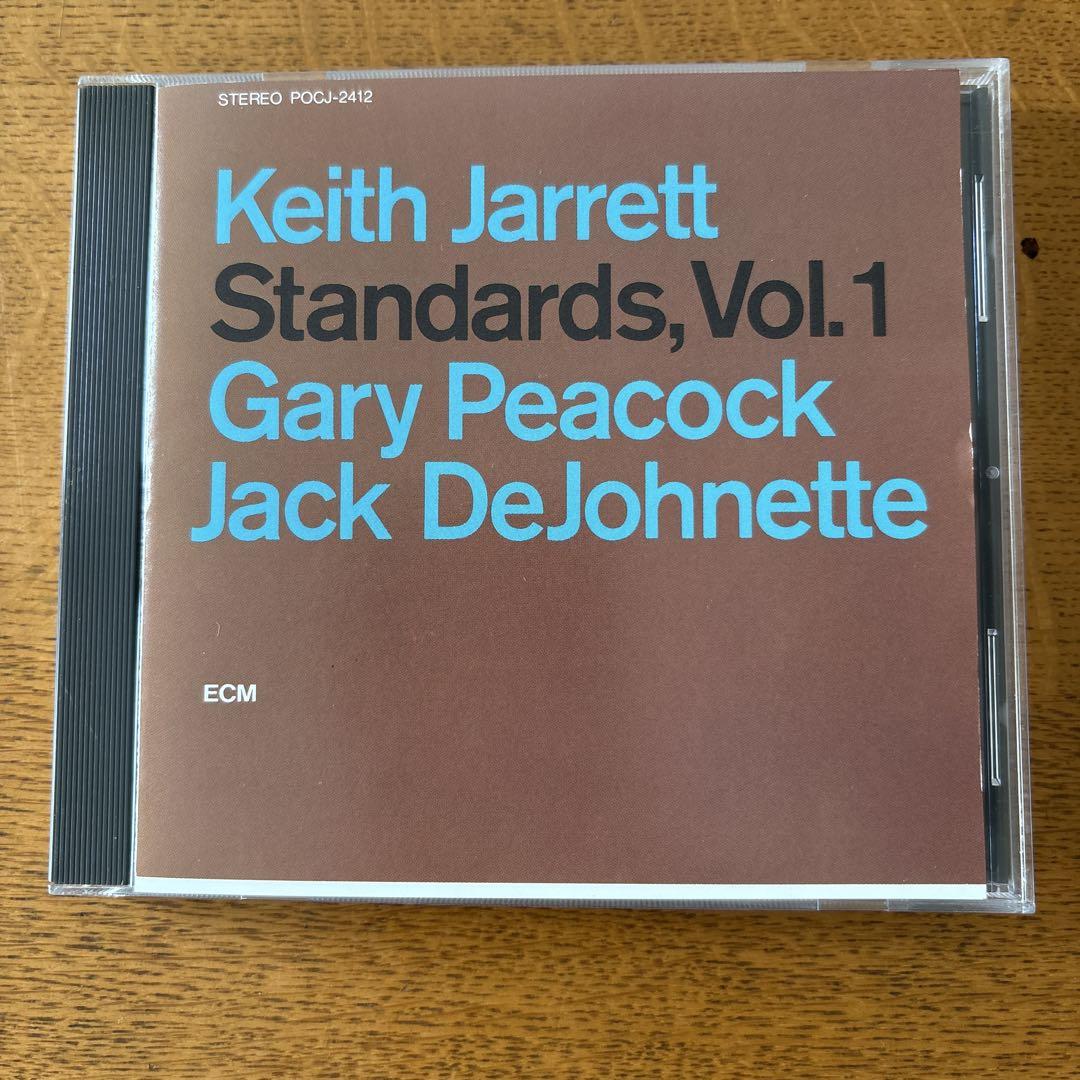 STEREO POCJ-2412
Keith Jarrett
Standards, Vol. 1
Gary Peacock
Jack DeJohnette
ECM